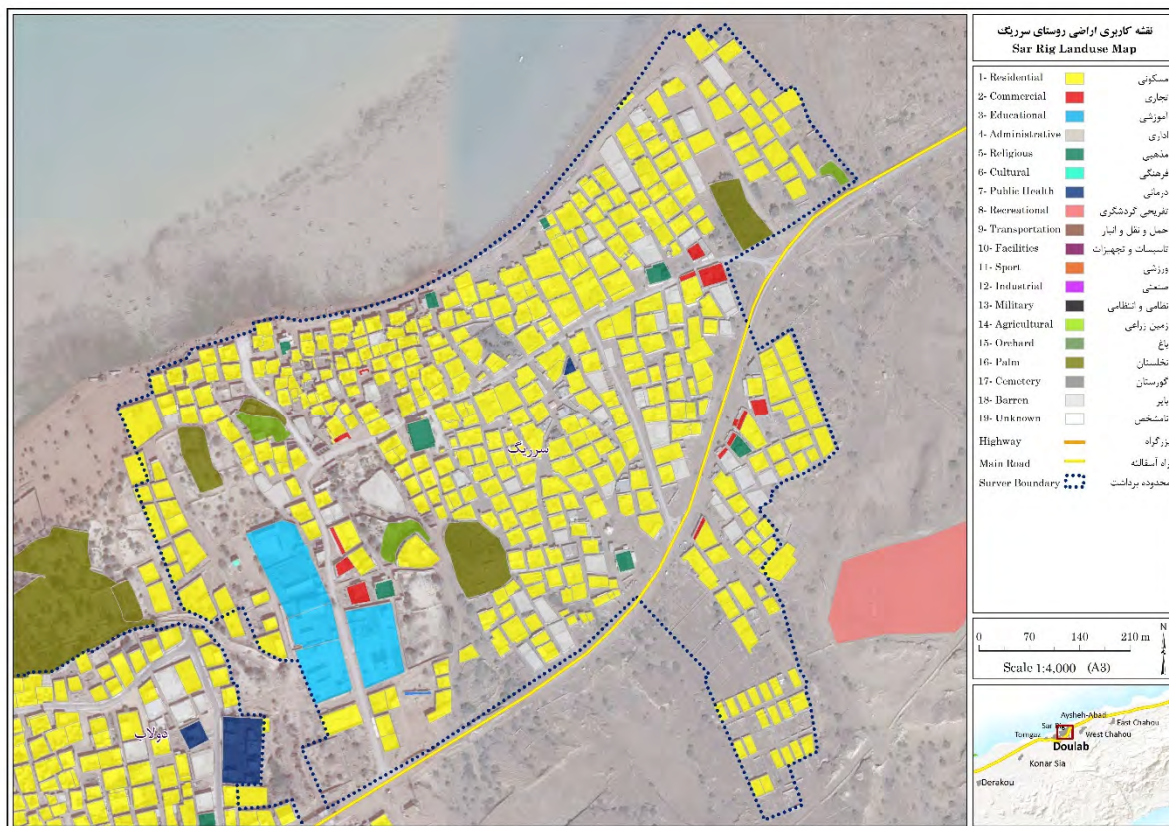 نقشه کاربری اراضی روستای سرریگ
Sar Rig Landuse Map
1- Residential مسکونی
2- Commercial تجاری
3- Educational آموزشی
4- Administrative اداری
5- Religious مذهبی
6- Cultural فرهنگی
7- Public Health درمانی
8- Recreational تفریحی گردشگری
9- Transportation حمل و نقل و انبار
10- Facilities تاسیسات و تجهیزات
11- Sport ورزشی
12- Industrial صنعتی
13- Military نظامی و انتظامی
14- Agricultural زمین زراعی
15- Orchard باغ
16- Palm نخلستان
17- Cemetery گورستان
18- Barren بایر
19- Unknown نامشخص
Highway بزرگراه
Main Road راه آسفالته
Surver Boundary محدوده برداشت
سرریگ
دولاب
0 70 140 210 m
N
Scale 1:4,000 (A3)
Aysheh-Abad
East Chahou
Sar Rig
Tomgaz
West Chahou
Doulab
Konar Sia
Derakou